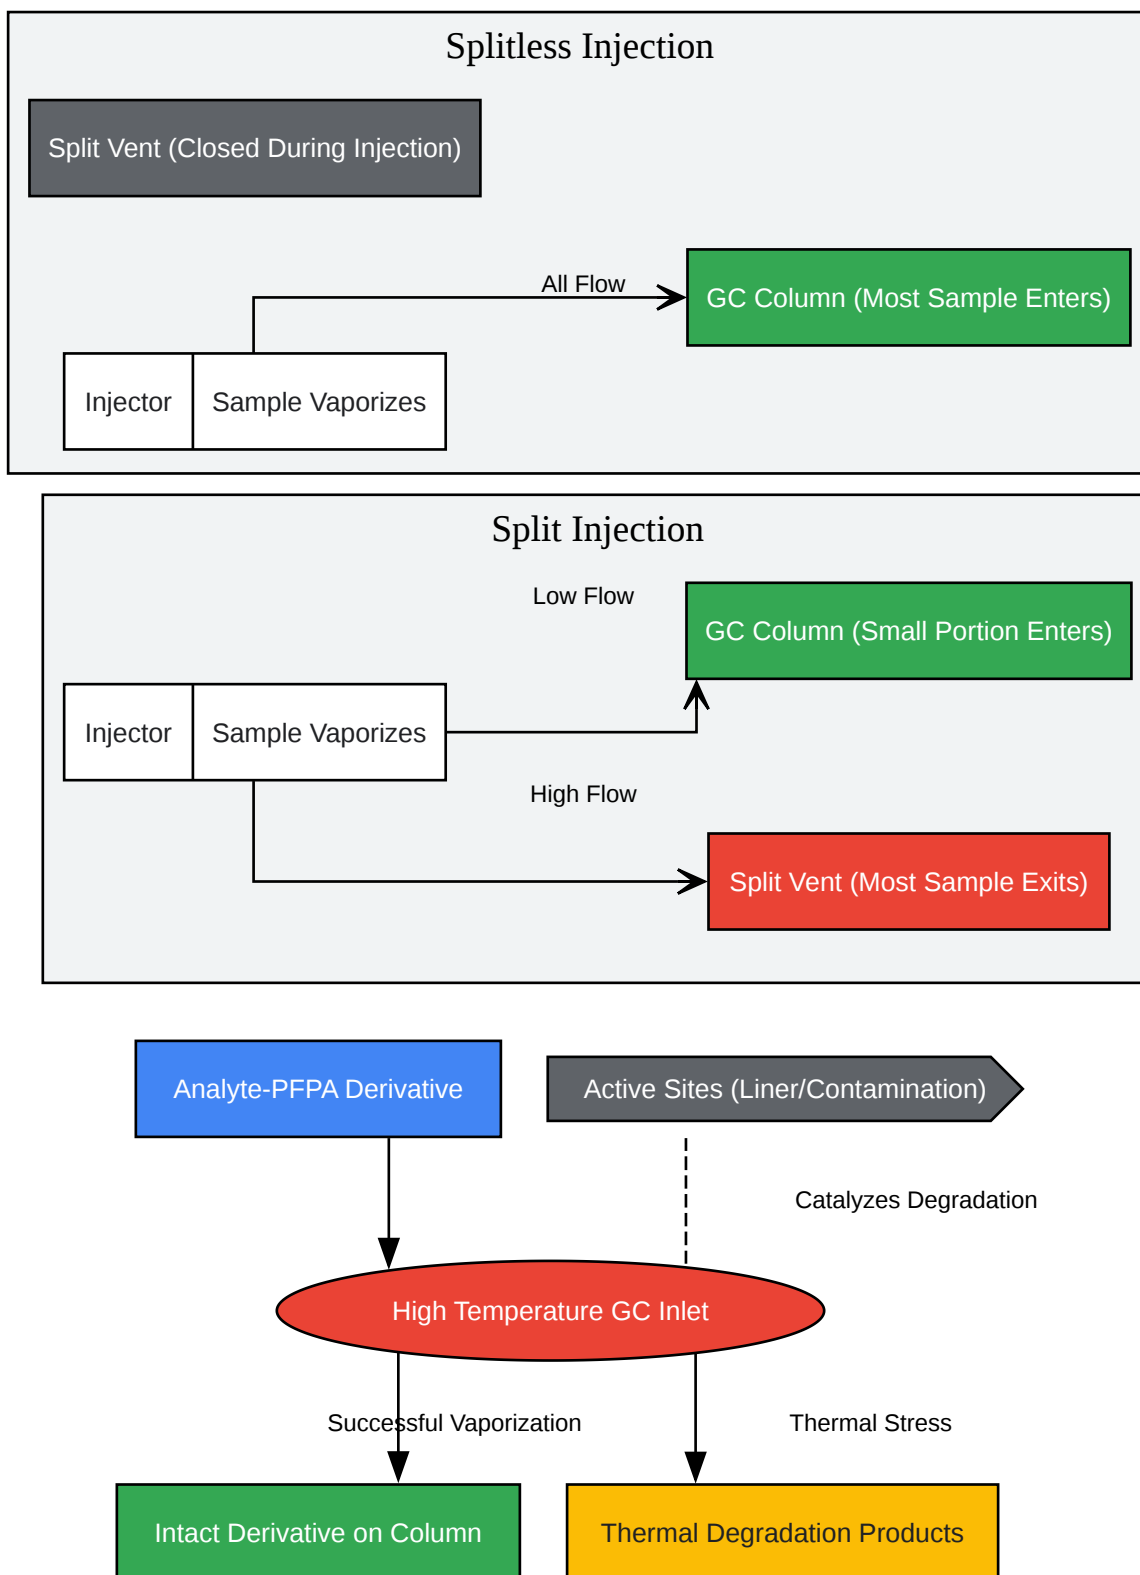 Splitless Injection
Split Vent (Closed During Injection)
All Flow
GC Column (Most Sample Enters)
Injector
Sample Vaporizes
Split Injection
Low Flow
GC Column (Small Portion Enters)
Injector
Sample Vaporizes
High Flow
Split Vent (Most Sample Exits)
Analyte-PFPA Derivative
Active Sites (Liner/Contamination)
Catalyzes Degradation
High Temperature GC Inlet
Successful Vaporization
Thermal Stress
Intact Derivative on Column
Thermal Degradation Products